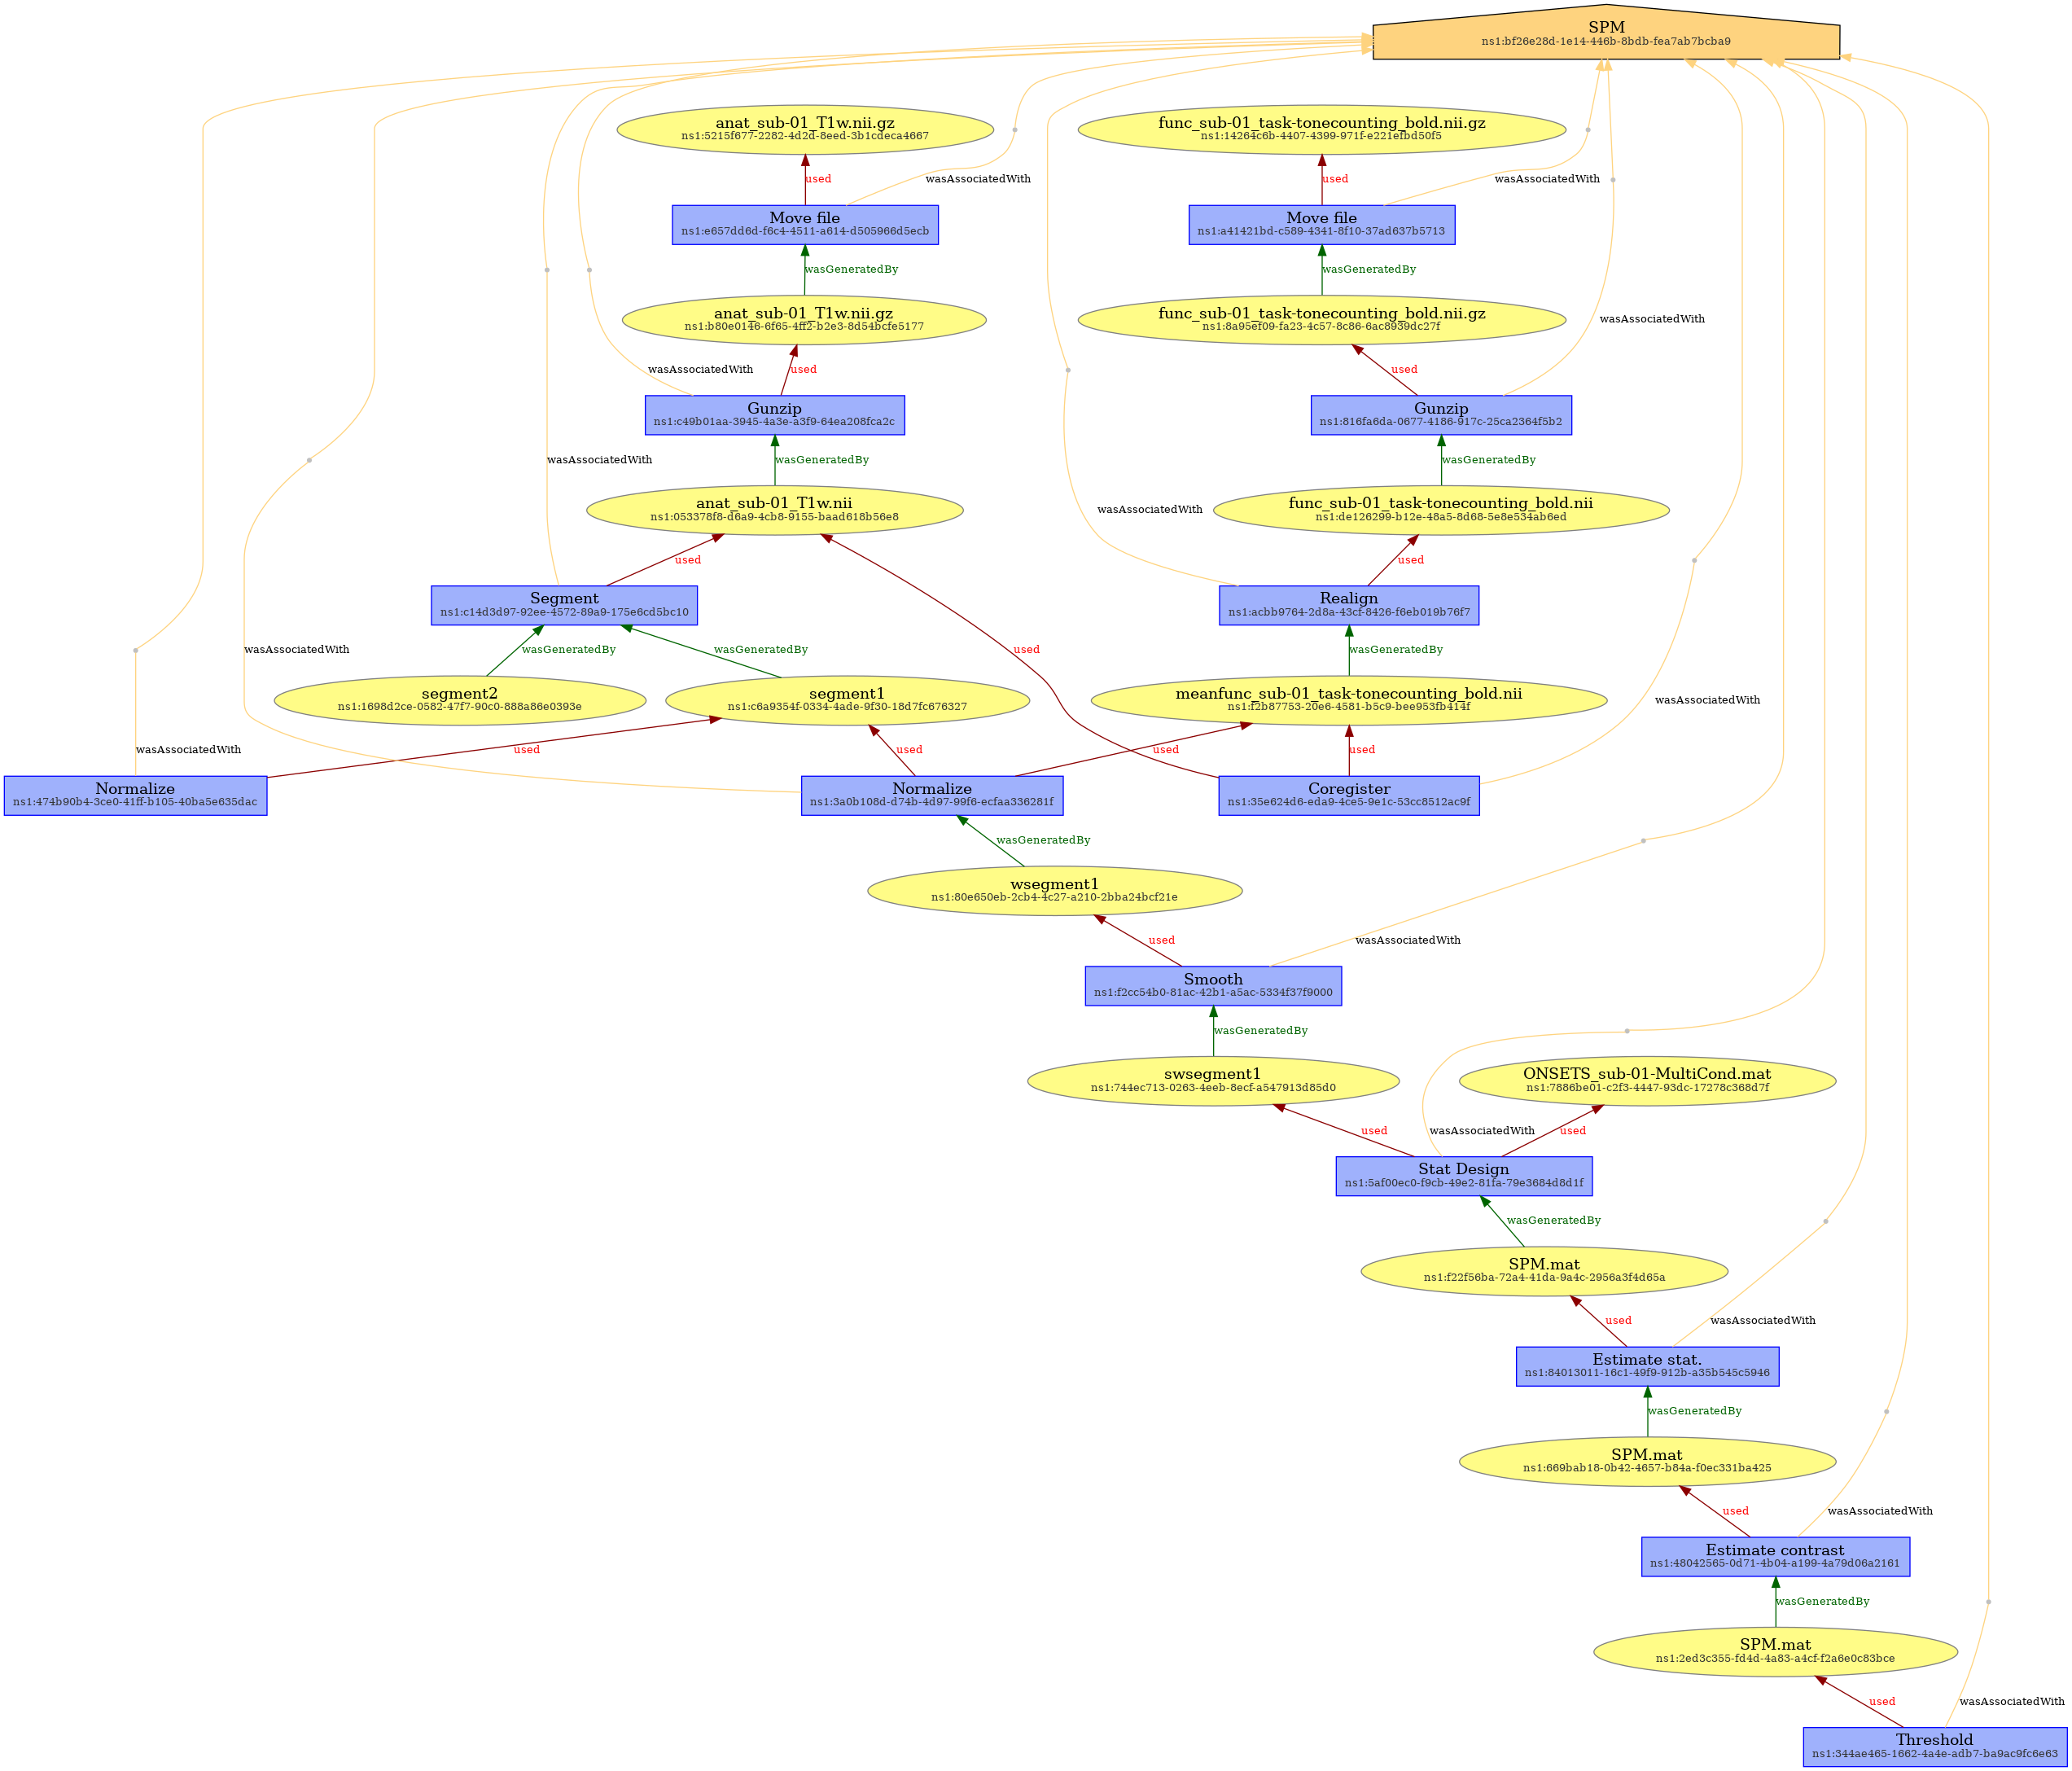 SPM
ns1:bf26e28d-1e14-446b-8bdb-fea7ab7bcba9
anat_sub-01_T1w.nii.gz
ns1:5215f677-2282-4d2d-8eed-3b1cdeca4667
func_sub-01_task-tonecounting_bold.nii.gz
ns1:14264c6b-4407-4399-971f-e221efbd50f5
used
wasAssociatedWith
used
wasAssociatedWith
Move file
ns1:e657dd6d-f6c4-4511-a614-d505966d5ecb
Move file
ns1:a41421bd-c589-4341-8f10-37ad637b5713
wasGeneratedBy
wasGeneratedBy
anat_sub-01_T1w.nii.gz
ns1:b80e0146-6f65-4ff2-b2e3-8d54bcfe5177
func_sub-01_task-tonecounting_bold.nii.gz
ns1:8a95ef09-fa23-4c57-8c86-6ac8939dc27f
wasAssociatedWith
wasAssociatedWith
used
used
Gunzip
ns1:c49b01aa-3945-4a3e-a3f9-64ea208fca2c
Gunzip
ns1:816fa6da-0677-4186-917c-25ca2364f5b2
wasAssociatedWith
wasGeneratedBy
wasGeneratedBy
anat_sub-01_T1w.nii
ns1:053378f8-d6a9-4cb8-9155-baad618b56e8
wasAssociatedWith
func_sub-01_task-tonecounting_bold.nii
ns1:de126299-b12e-48a5-8d68-5e8e534ab6ed
used
used
Segment
ns1:c14d3d97-92ee-4572-89a9-175e6cd5bc10
Realign
ns1:acbb9764-2d8a-43cf-8426-f6eb019b76f7
wasAssociatedWith
wasGeneratedBy
wasGeneratedBy
used
wasGeneratedBy
segment2
ns1:1698d2ce-0582-47f7-90c0-888a86e0393e
segment1
ns1:c6a9354f-0334-4ade-9f30-18d7fc676327
meanfunc_sub-01_task-tonecounting_bold.nii
ns1:f2b87753-20e6-4581-b5c9-bee953fb414f
wasAssociatedWith
wasAssociatedWith
used
used
used
used
Normalize
ns1:474b90b4-3ce0-41ff-b105-40ba5e635dac
Normalize
ns1:3a0b108d-d74b-4d97-99f6-ecfaa336281f
Coregister
ns1:35e624d6-eda9-4ce5-9e1c-53cc8512ac9f
wasGeneratedBy
wsegment1
ns1:80e650eb-2cb4-4c27-a210-2bba24bcf21e
used
wasAssociatedWith
Smooth
ns1:f2cc54b0-81ac-42b1-a5ac-5334f37f9000
wasGeneratedBy
swsegment1
ns1:744ec713-0263-4eeb-8ecf-a547913d85d0
ONSETS_sub-01-MultiCond.mat
ns1:7886be01-c2f3-4447-93dc-17278c368d7f
used
wasAssociatedWith
used
Stat Design
ns1:5af00ec0-f9cb-49e2-81fa-79e3684d8d1f
wasGeneratedBy
SPM.mat
ns1:f22f56ba-72a4-41da-9a4c-2956a3f4d65a
used
wasAssociatedWith
Estimate stat.
ns1:84013011-16c1-49f9-912b-a35b545c5946
wasGeneratedBy
SPM.mat
ns1:669bab18-0b42-4657-b84a-f0ec331ba425
used
wasAssociatedWith
Estimate contrast
ns1:48042565-0d71-4b04-a199-4a79d06a2161
wasGeneratedBy
SPM.mat
ns1:2ed3c355-fd4d-4a83-a4cf-f2a6e0c83bce
used
wasAssociatedWith
Threshold
ns1:344ae465-1662-4a4e-adb7-ba9ac9fc6e63